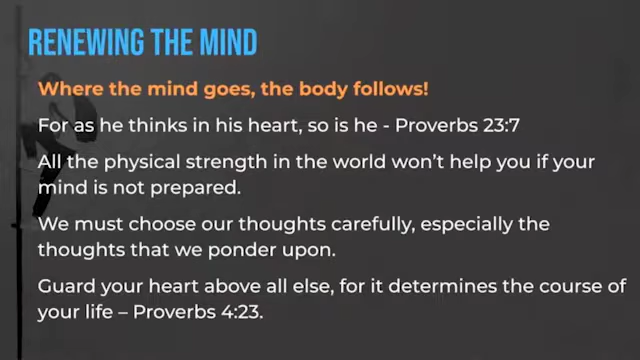 RENEWING THE MIND
Where the mind goes, the body follows!
For as he thinks in his heart, so is he - Proverbs 23:7
All the physical strength in the world won’t help you if your
mind is not prepared.
We must choose our thoughts carefully, especially the
thoughts that we ponder upon.
Guard your heart above all else, for it determines the course of
your life – Proverbs 4:23.